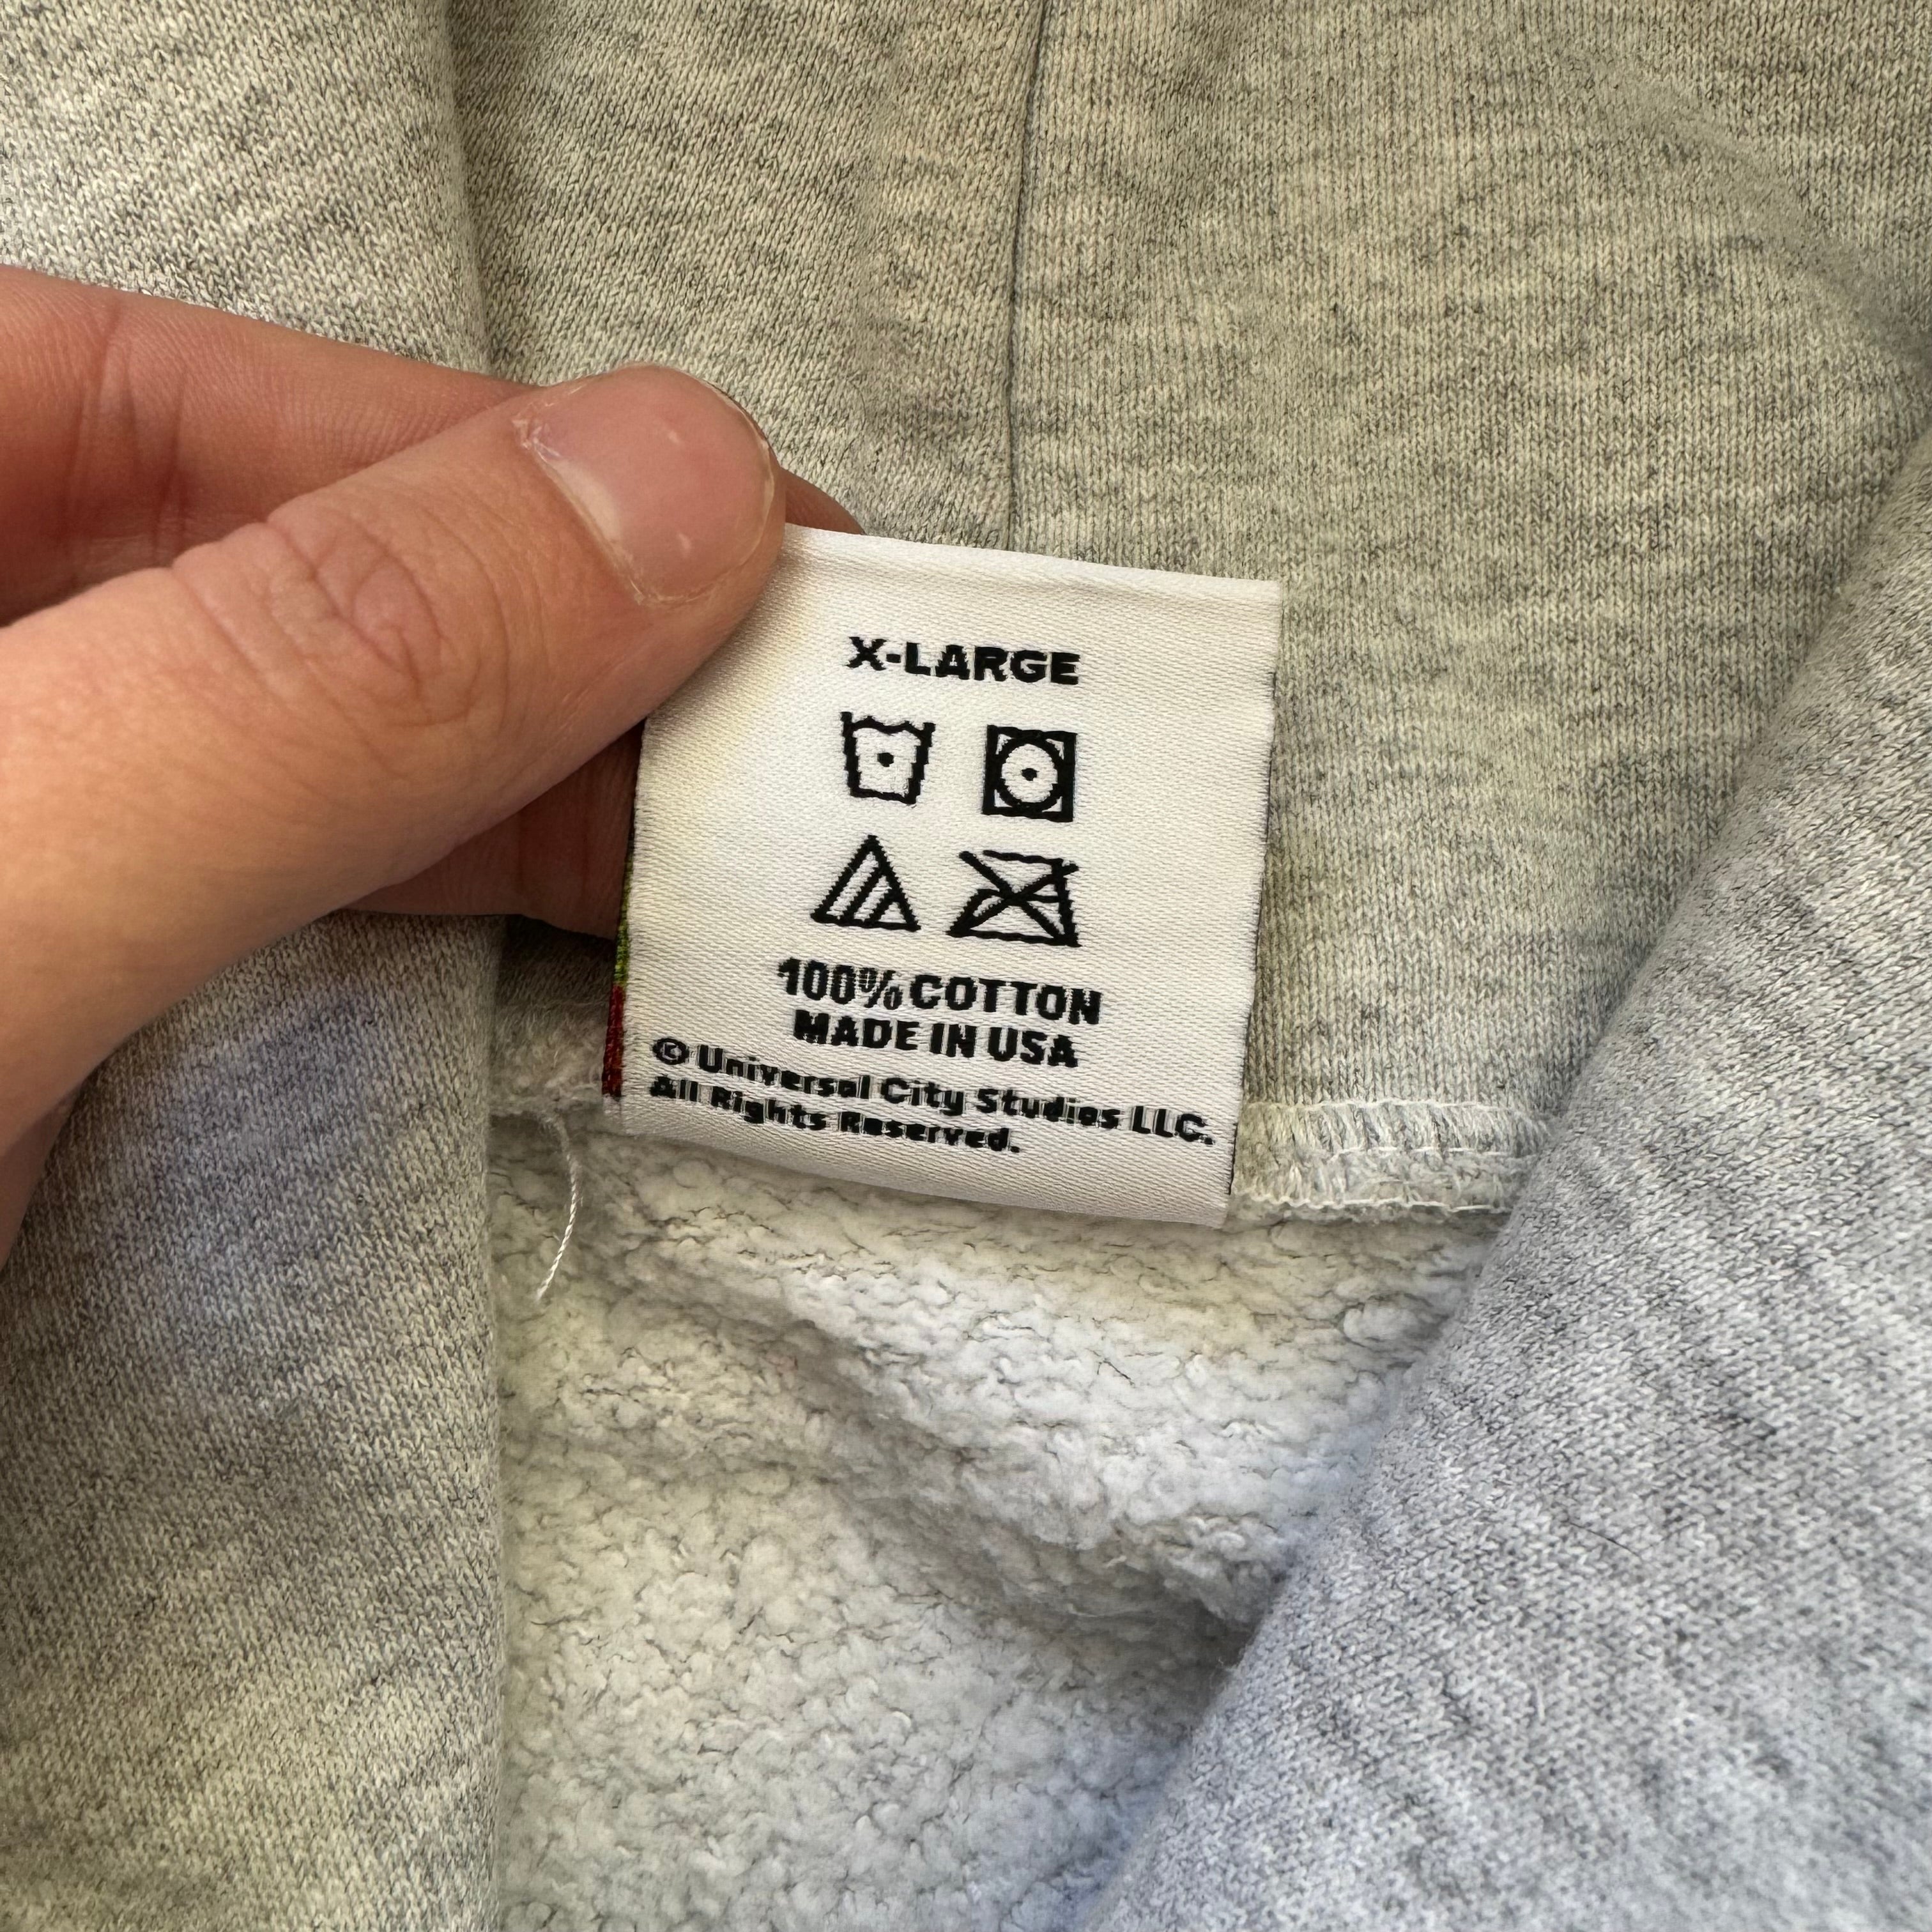 X-LARGE
100% COTTON
MADE IN USA
© Universal City Studios LLC.
All Rights Reserved.